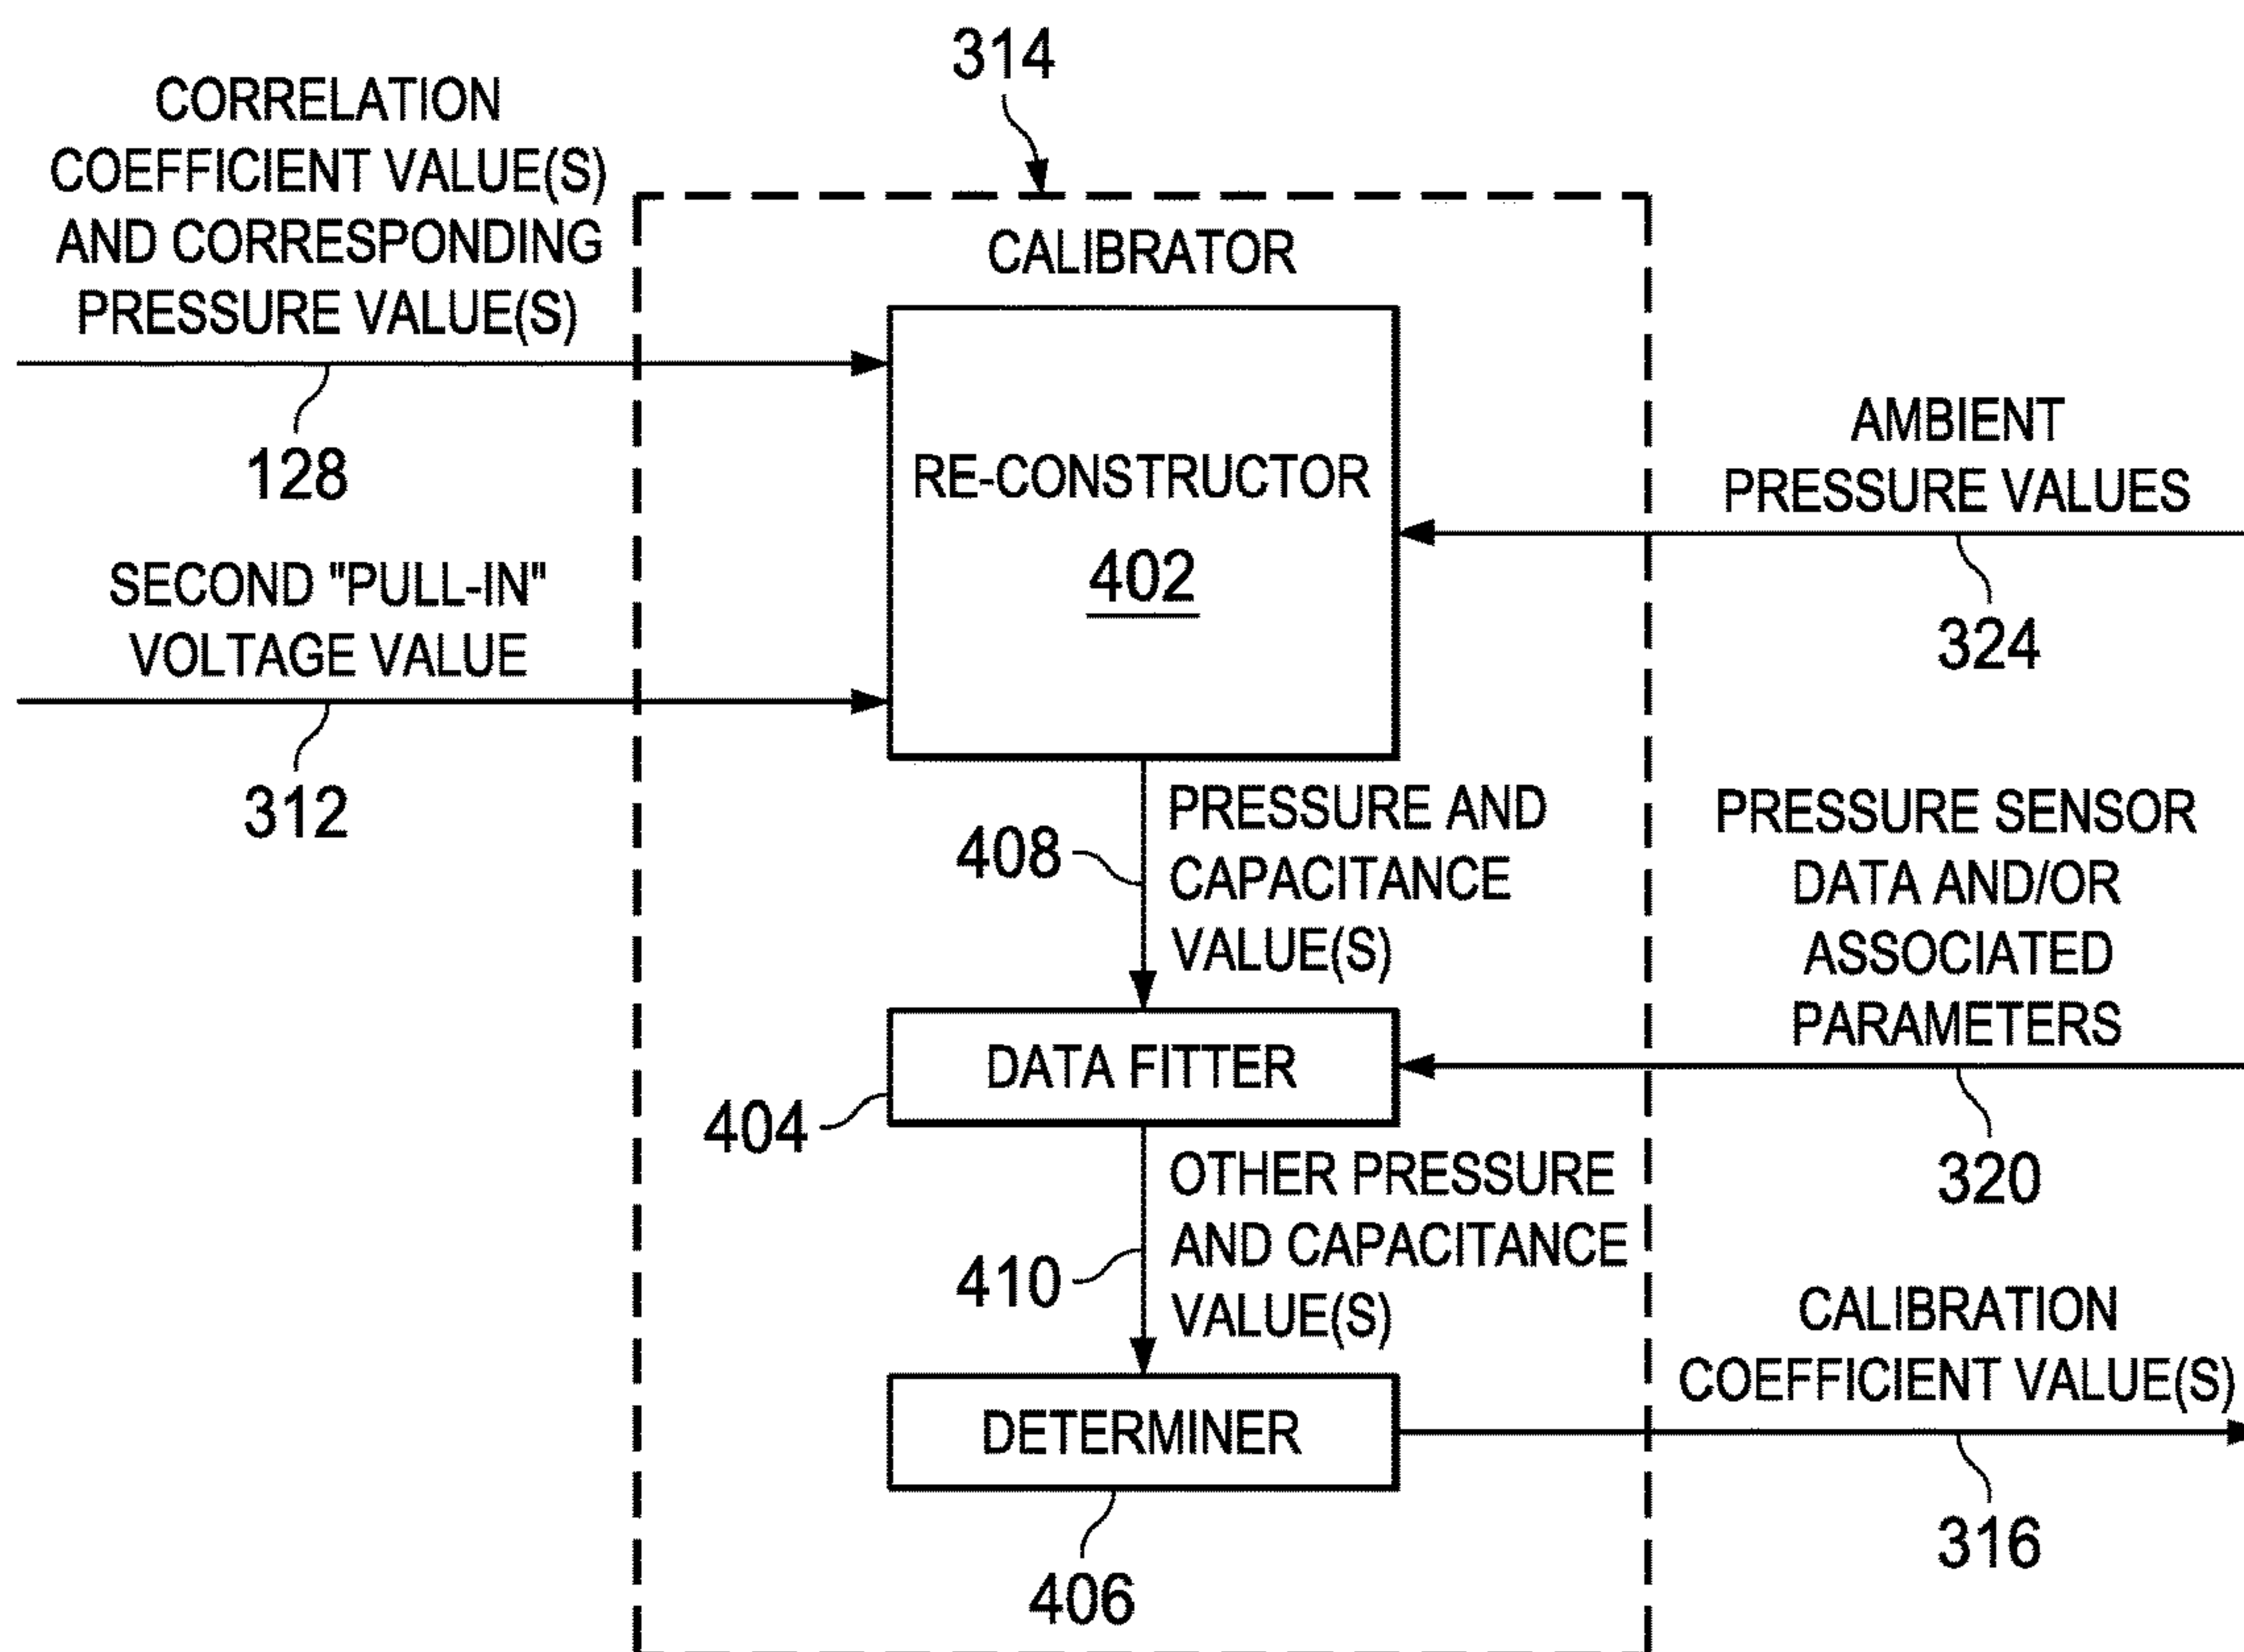 314
CORRELATION
COEFFICIENT VALUE(S)
AND CORRESPONDING
PRESSURE VALUE(S)
128
SECOND "PULL-IN"
VOLTAGE VALUE
312
CALIBRATOR
RE-CONSTRUCTOR
402
AMBIENT
PRESSURE VALUES
324
408
PRESSURE AND
CAPACITANCE
VALUE(S)
PRESSURE SENSOR
DATA AND/OR
ASSOCIATED
PARAMETERS
320
DATA FITTER
404
410
OTHER PRESSURE
AND CAPACITANCE
VALUE(S)
CALIBRATION
COEFFICIENT VALUE(S)
316
DETERMINER
406